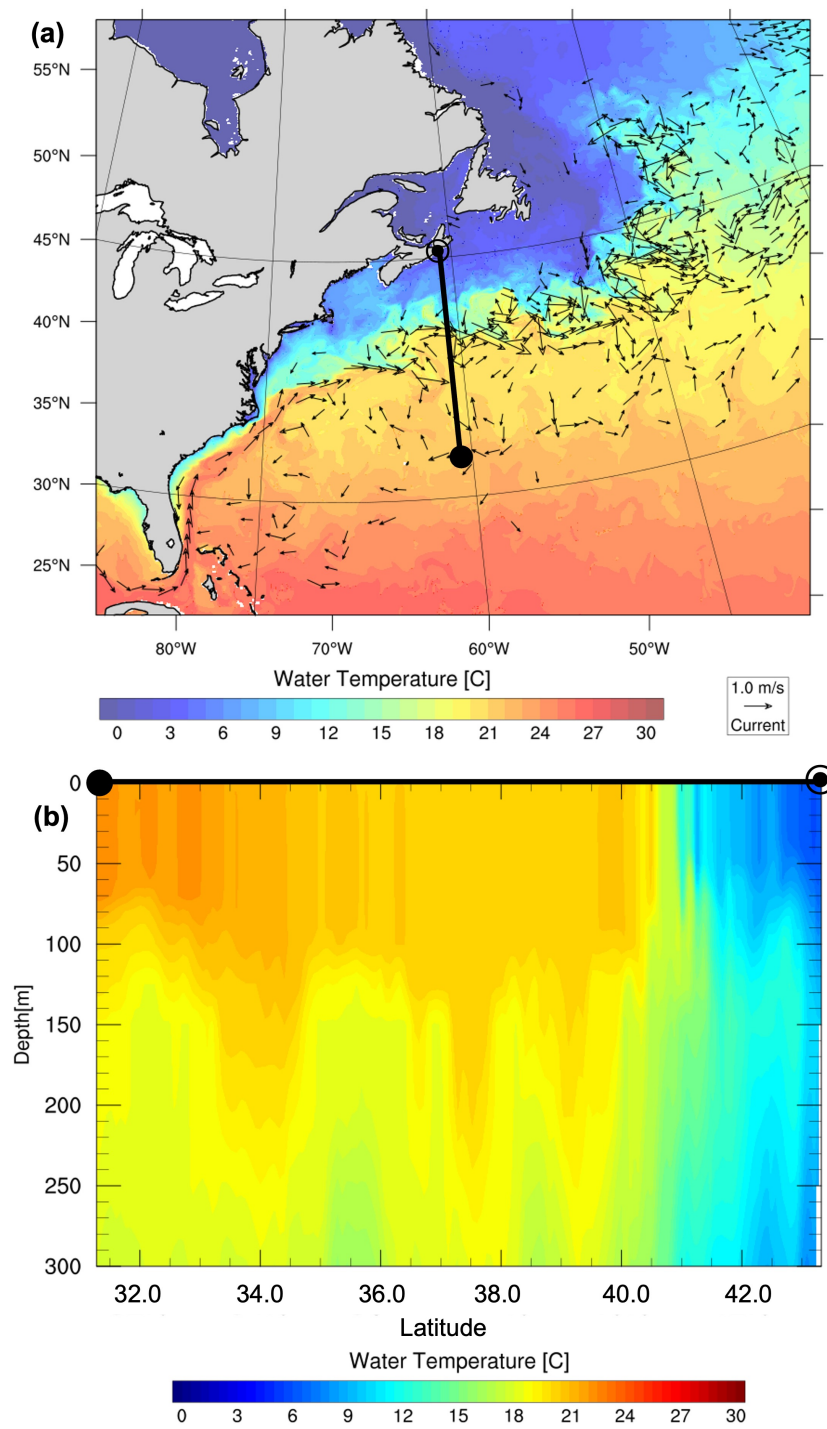 (a)
55°N
50°N
45°N
40°N
35°N
30°N
25°N
80°W 70°W 60°W 50°W
Water Temperature [C]
0 3 6 9 12 15 18 21 24 27 30
1.0 m/s
Current
(b)
0
50
100
150
200
250
300
Depth[m]
32.0 34.0 36.0 38.0 40.0 42.0
Latitude
Water Temperature [C]
0 3 6 9 12 15 18 21 24 27 30